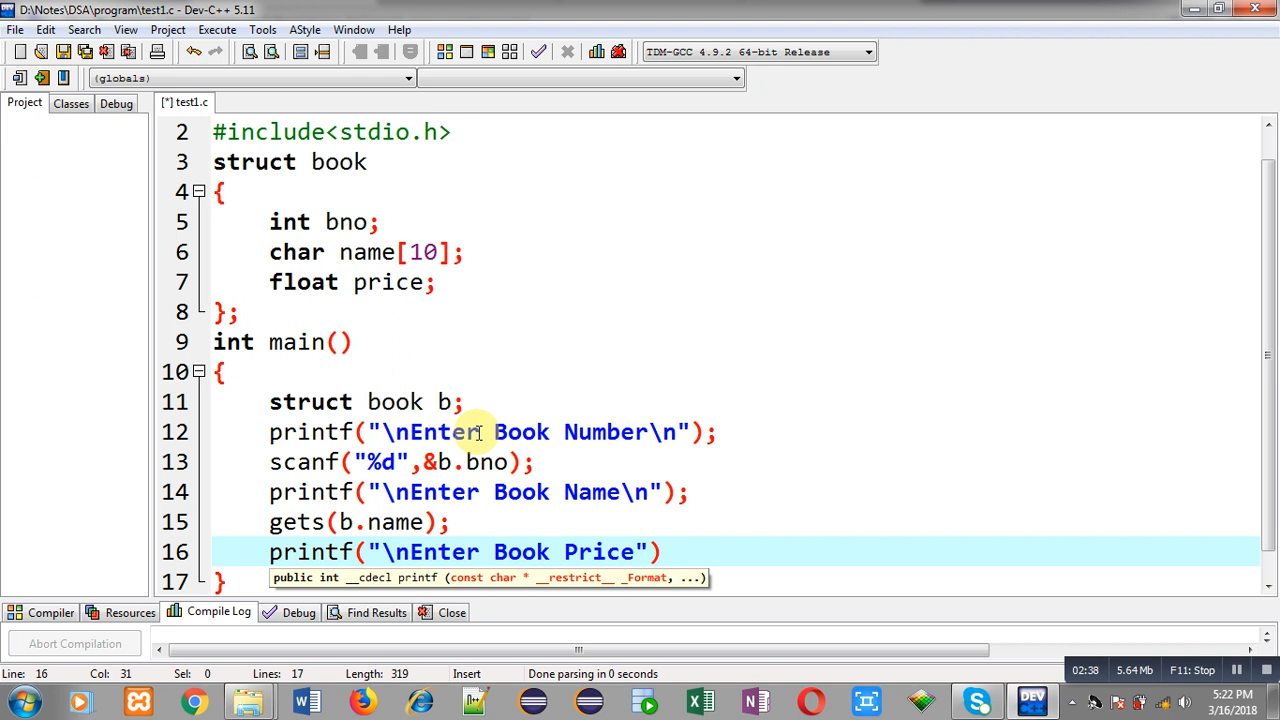 D:\Notes\DSA\program\test1.c - Dev-C++ 5.11
File Edit Search View Project Execute Tools AStyle Window Help
TDM-GCC 4.9.2 64-bit Release
(globals)
Project Classes Debug [*] test1.c
2 #include<stdio.h>
3 struct book
4 {
5 int bno;
6 char name[10];
7 float price;
8 };
9 int main()
10 {
11 struct book b;
12 printf("\nEnter Book Number\n");
13 scanf("%d",&b.bno);
14 printf("\nEnter Book Name\n");
15 gets(b.name);
16 printf("\nEnter Book Price")
public int __cdecl printf (const char * __restrict__ _Format, ...)
17 }
Compiler Resources Compile Log Debug Find Results Close
Abort Compilation
Line: 16 Col: 31 Sel: 0 Lines: 17 Length: 319 Insert Done parsing in 0 seconds
02:38 5.64 Mb F11: Stop
5:22 PM
3/16/2018